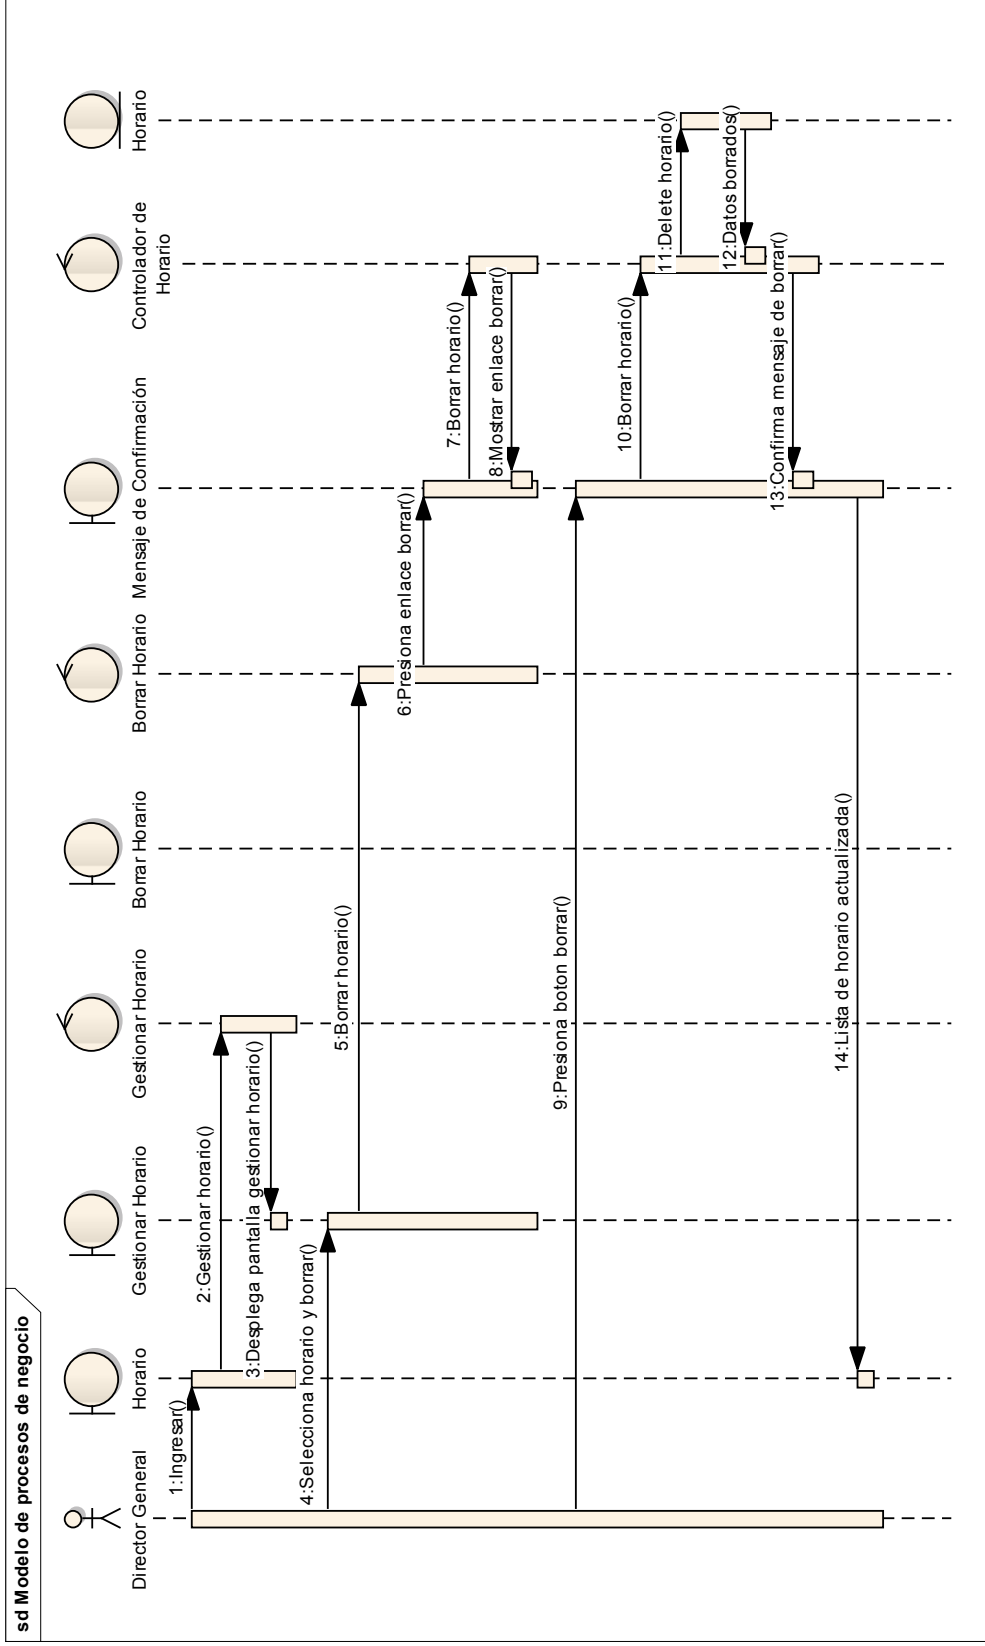 sd Modelo de procesos de negocio
Director General
Horario
Gestionar Horario
Gestionar Horario
Borrar Horario
Borrar Horario
Mensaje de Confirmación
Controlador de
Horario
Horario
1:Ingresar()
2:Gestionar horario()
3:Desplega pantalla gestionar horario()
4:Selecciona horario y borrar()
5:Borrar horario()
6:Presiona enlace borrar()
7:Borrar horario()
8:Mostrar enlace borrar()
9:Presiona boton borrar()
10:Borrar horario()
11:Delete horario()
12:Datos borrados()
13:Confirma mensaje de borrar()
14:Lista de horario actualizada()